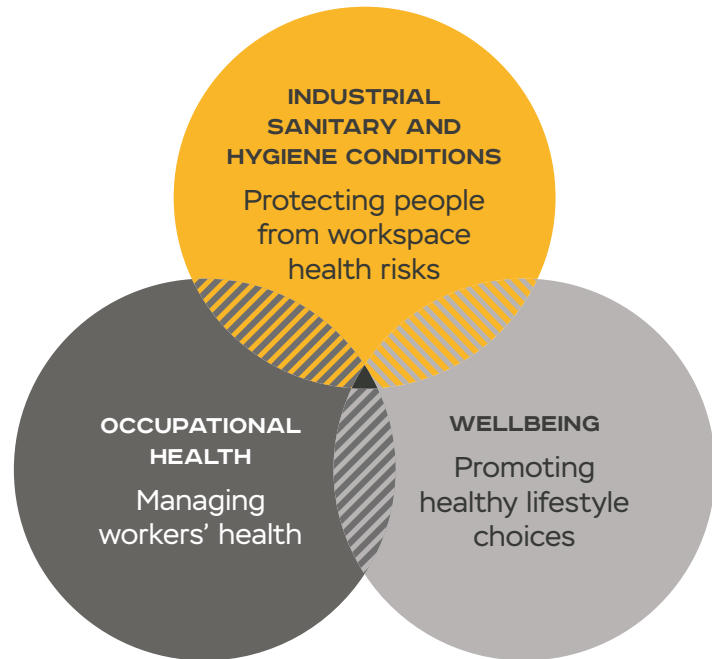 INDUSTRIAL
SANITARY AND
HYGIENE CONDITIONS
Protecting people
from workspace
health risks
OCCUPATIONAL
HEALTH
Managing
workers’ health
WELLBEING
Promoting
healthy lifestyle
choices